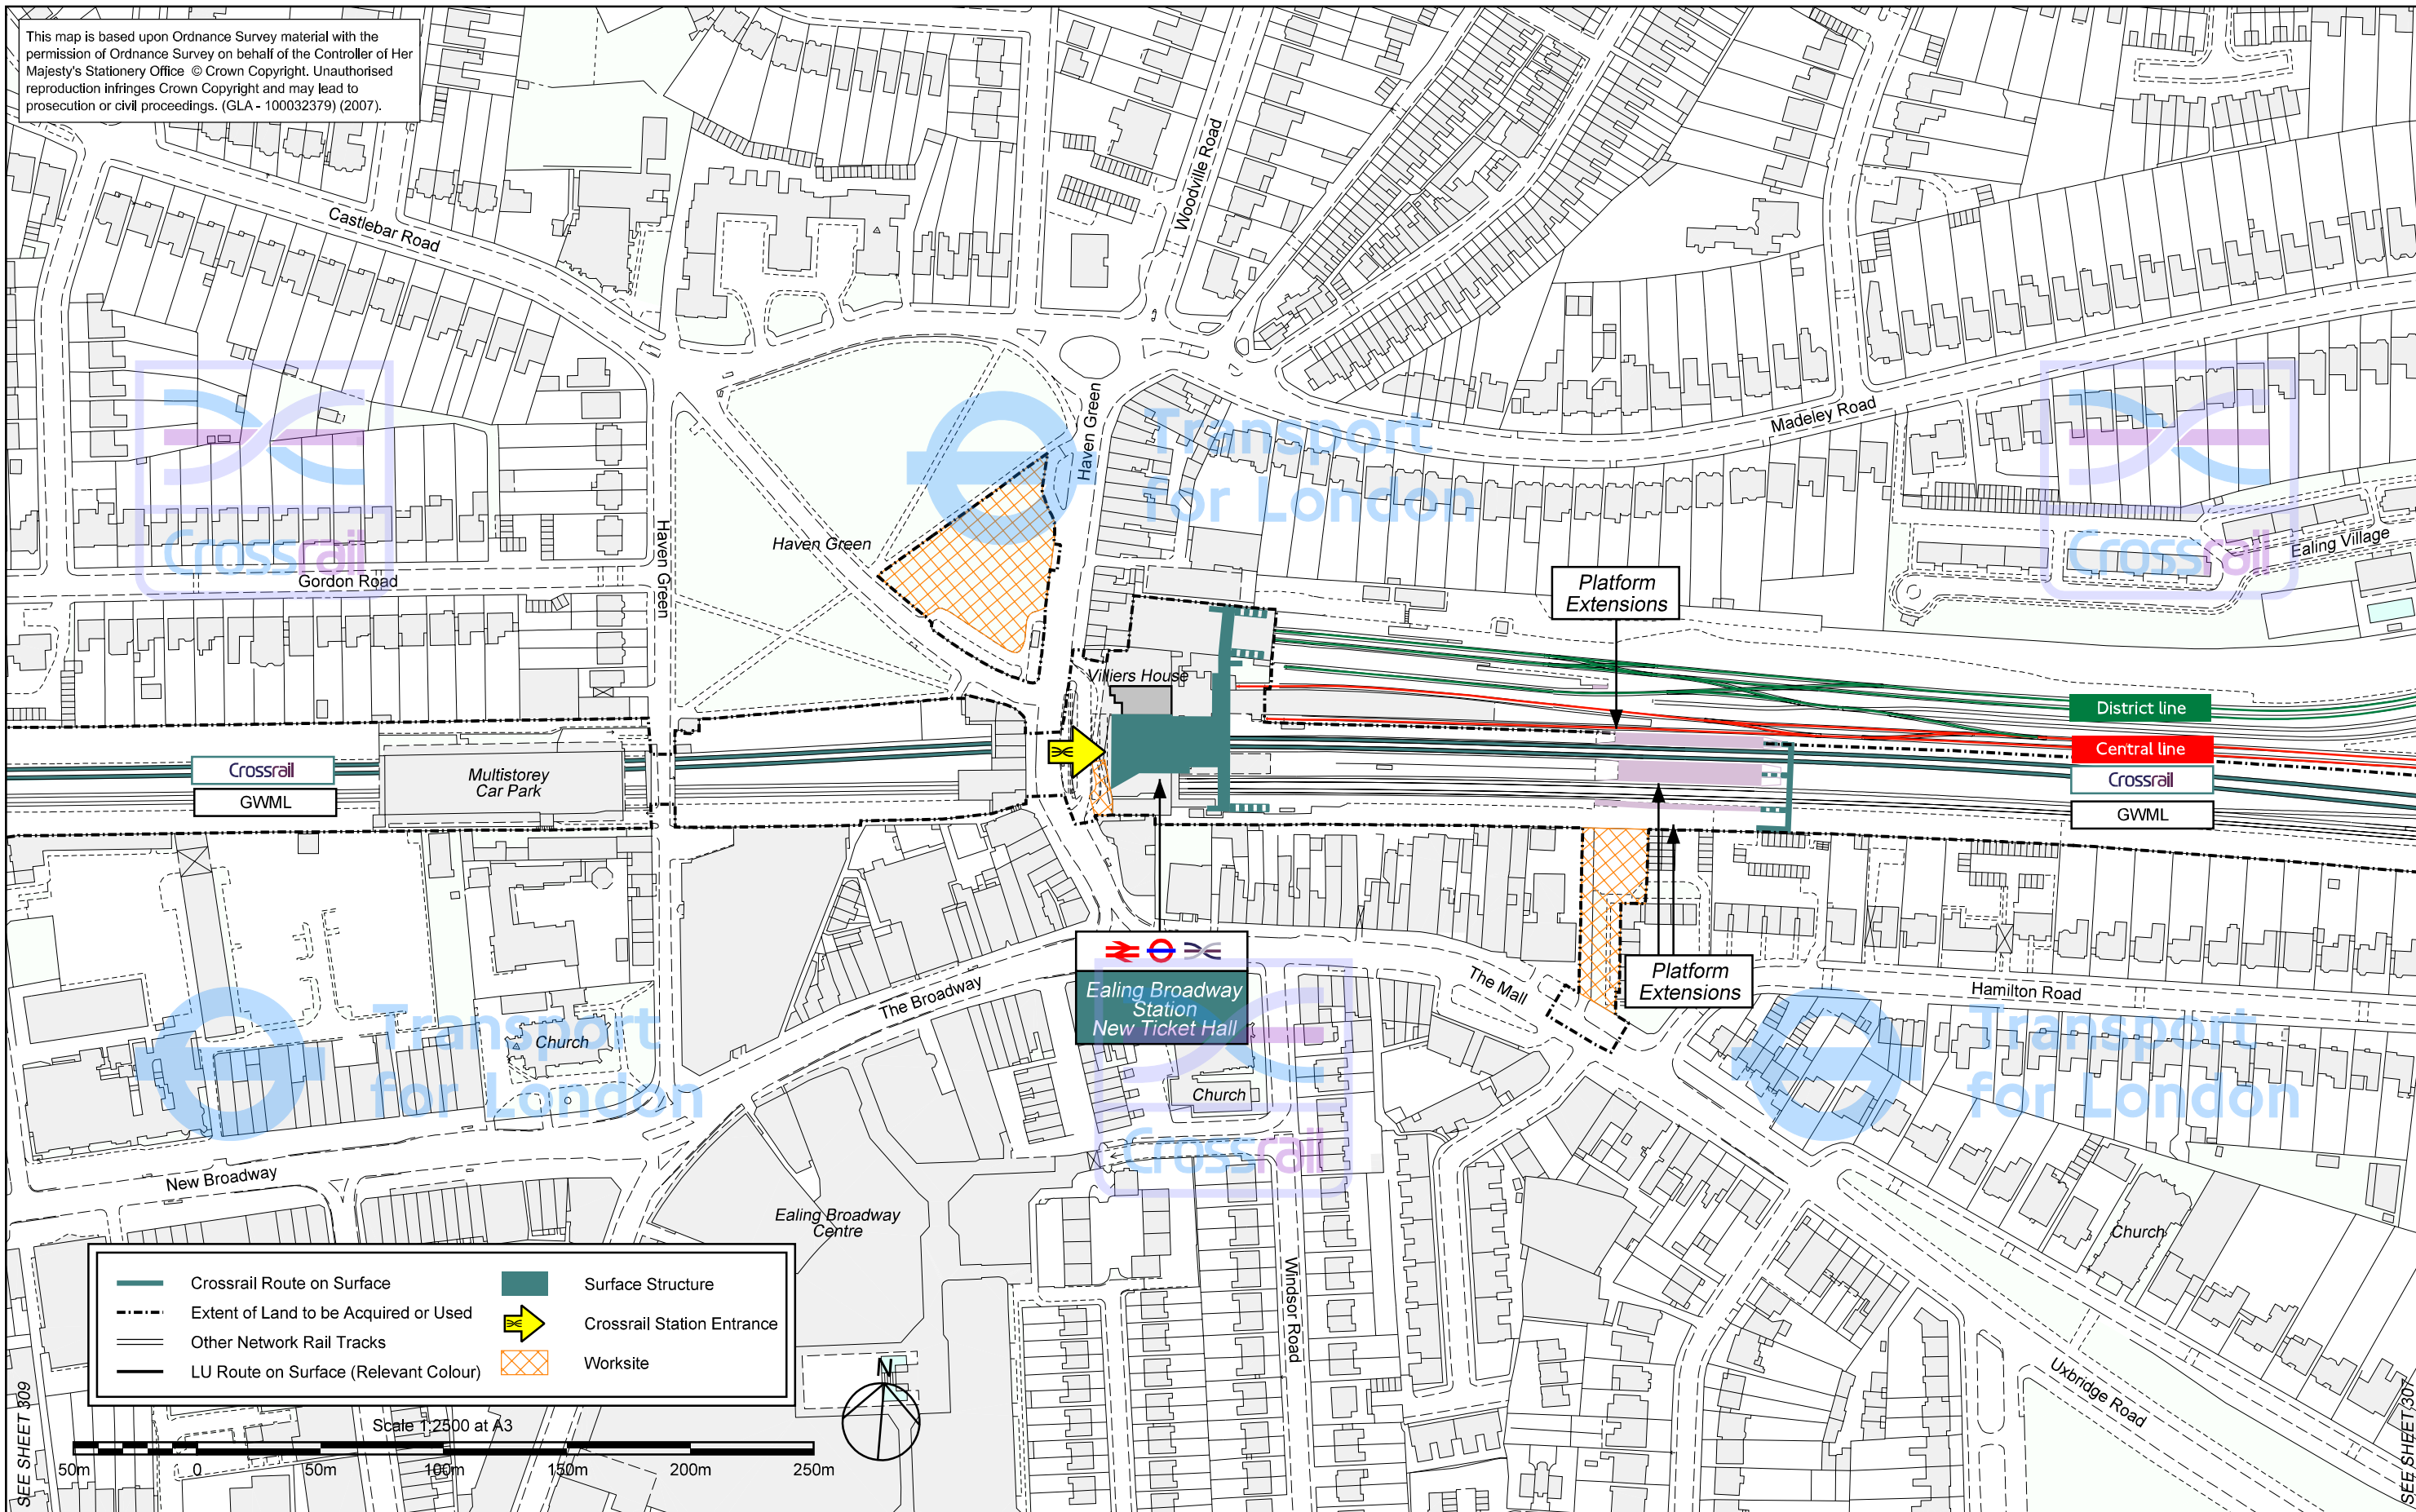 This map is based upon Ordnance Survey material with the
permission of Ordnance Survey on behalf of the Controller of Her
Majesty's Stationery Office © Crown Copyright. Unauthorised
reproduction infringes Crown Copyright and may lead to
prosecution or civil proceedings. (GLA - 100032379) (2007).
Woodville Road
Castlebar Road
Haven Green
Madeley Road
Transport
for London
Crossrail
Crossrail
Haven Green
Haven Green
Gordon Road
Ealing Village
Platform
Extensions
Villiers House
District line
Central line
Crossrail
GWML
Crossrail
GWML
Multistorey
Car Park
Ealing Broadway
Station
New Ticket Hall
The Broadway
The Mall
Platform
Extensions
Hamilton Road
Transport
for London
Church
Transport
for London
Church
Crossrail
New Broadway
Ealing Broadway
Centre
Church
Windsor Road
Uxbridge Road
Crossrail Route on Surface
Extent of Land to be Acquired or Used
Other Network Rail Tracks
LU Route on Surface (Relevant Colour)
Surface Structure
Crossrail Station Entrance
Worksite
N
Scale 1:2500 at A3
50m
0
50m
100m
150m
200m
250m
SEE SHEET 309
SEE SHEET 307